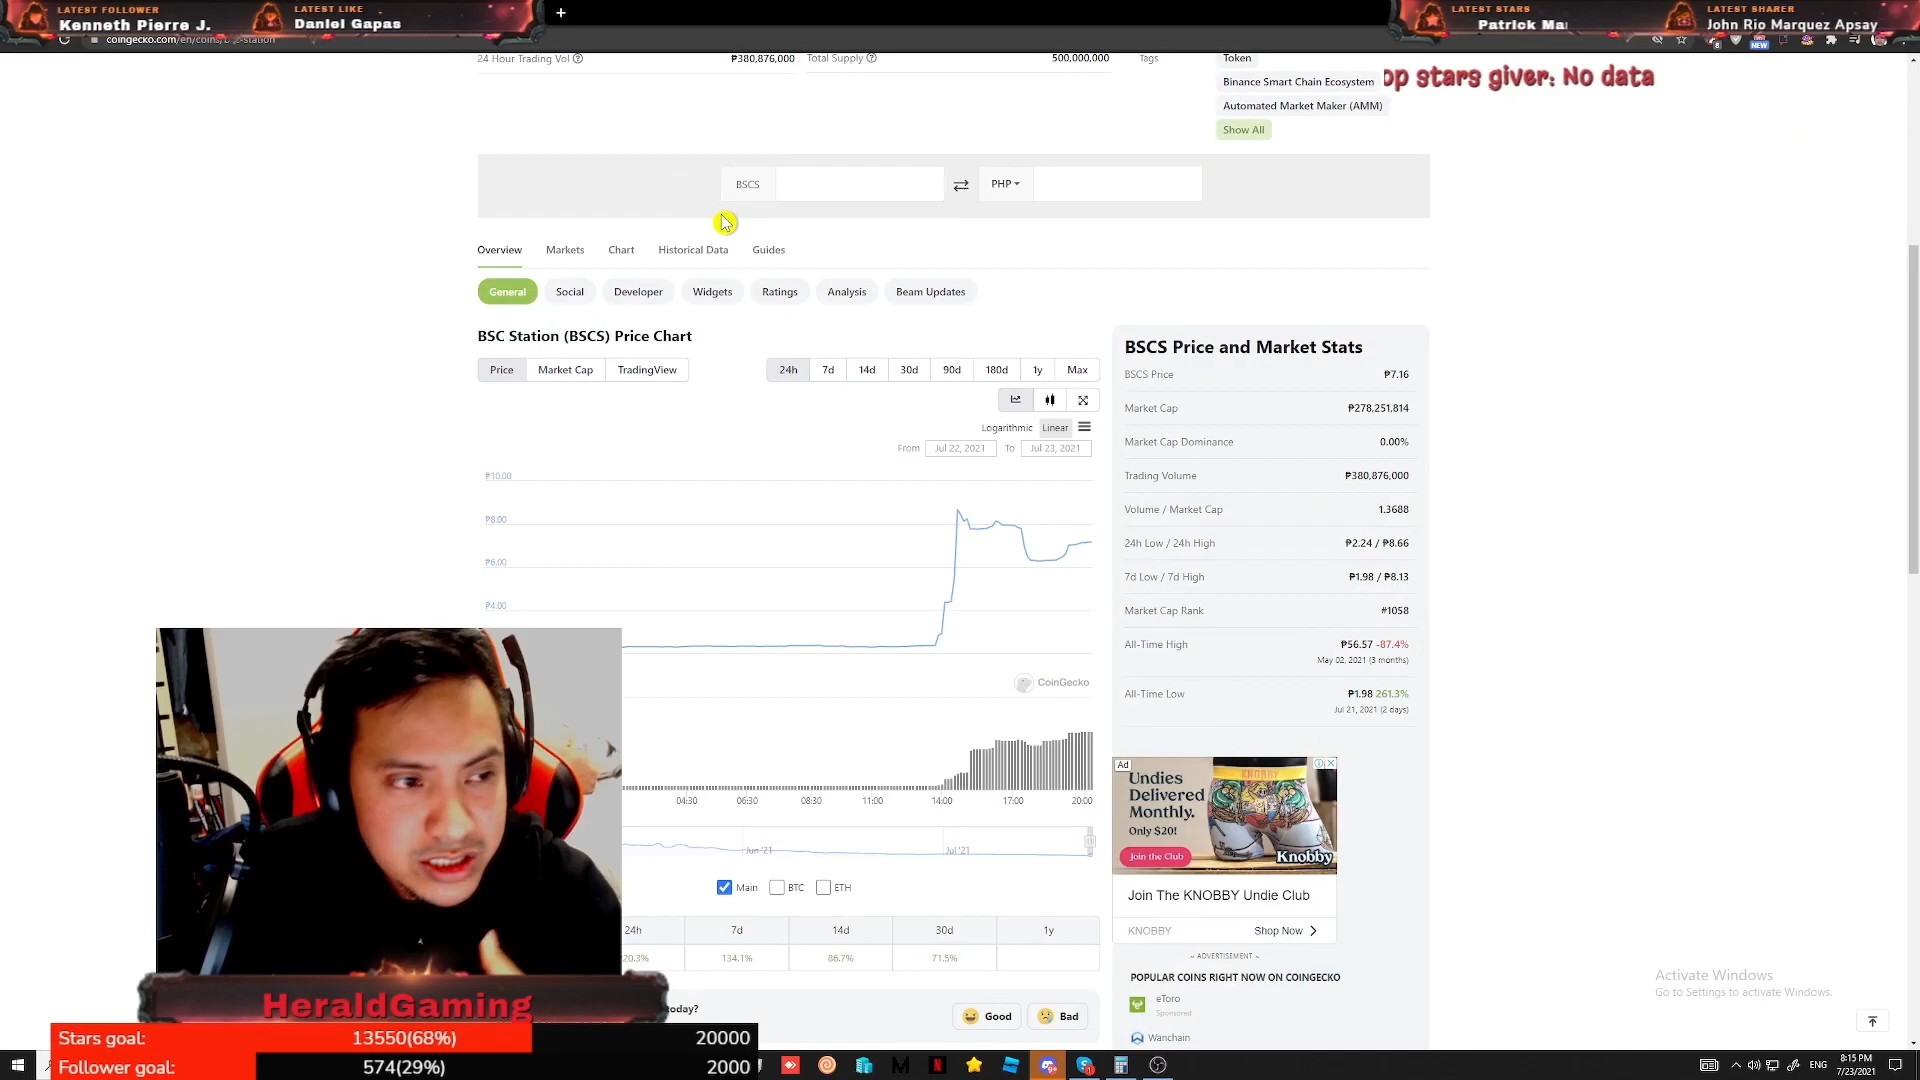 LATEST FOLLOWER
Kenneth Pierre J.
LATEST LIKE
Daniel Gapas
LATEST STARS
Patrick Ma
LATEST SHARER
John Rio Marquez Apsay
op stars giver: No data
24 Hour Trading Vol ₱380,876,000
Total Supply 500,000,000
Tags
Token
Binance Smart Chain Ecosystem
Automated Market Maker (AMM)
Show All
BSCS
PHP
Overview Markets Chart Historical Data Guides
General Social Developer Widgets Ratings Analysis Beam Updates
BSC Station (BSCS) Price Chart
Price Market Cap TradingView
24h 7d 14d 30d 90d 180d 1y Max
Logarithmic Linear
From Jul 22, 2021 To Jul 23, 2021
₱10.00
₱8.00
₱6.00
₱4.00
CoinGecko
04:30 06:30 08:30 11:00 14:00 17:00 20:00
Jun '21 Jul '21
Main BTC ETH
24h 7d 14d 30d 1y
20.3% 134.1% 86.7% 71.5%
today?
Good
Bad
BSCS Price and Market Stats
BSCS Price ₱7.16
Market Cap ₱278,251,814
Market Cap Dominance 0.00%
Trading Volume ₱380,876,000
Volume / Market Cap 1.3688
24h Low / 24h High ₱2.24 / ₱8.66
7d Low / 7d High ₱1.98 / ₱8.13
Market Cap Rank #1058
All-Time High ₱56.57 -87.4%
May 02, 2021 (3 months)
All-Time Low ₱1.98 261.3%
Jul 21, 2021 (2 days)
Ad
Undies
Delivered
Monthly.
Only $20!
Join the Club
KNOBBY
Knobby
Join The KNOBBY Undie Club
KNOBBY Shop Now
~ ADVERTISEMENT ~
POPULAR COINS RIGHT NOW ON COINGECKO
eToro
Sponsored
Wanchain
Activate Windows
Go to Settings to activate Windows.
HeraldGaming
Stars goal: 13550(68%) 20000
Follower goal: 574(29%) 2000
ENG
8:15 PM
7/23/2021
NEW
8